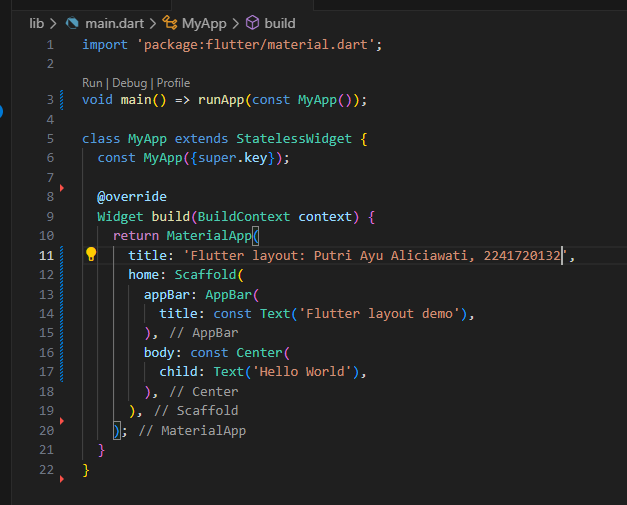 lib > main.dart > MyApp > build
1 import 'package:flutter/material.dart';
2
Run | Debug | Profile
3 void main() => runApp(const MyApp());
4
5 class MyApp extends StatelessWidget {
6   const MyApp({super.key});
7
8   @override
9   Widget build(BuildContext context) {
10     return MaterialApp(
11       title: 'Flutter layout: Putri Ayu Aliciawati, 2241720132',
12       home: Scaffold(
13         appBar: AppBar(
14           title: const Text('Flutter layout demo'),
15         ), // AppBar
16         body: const Center(
17           child: Text('Hello World'),
18         ), // Center
19       ), // Scaffold
20     ); // MaterialApp
21   }
22 }